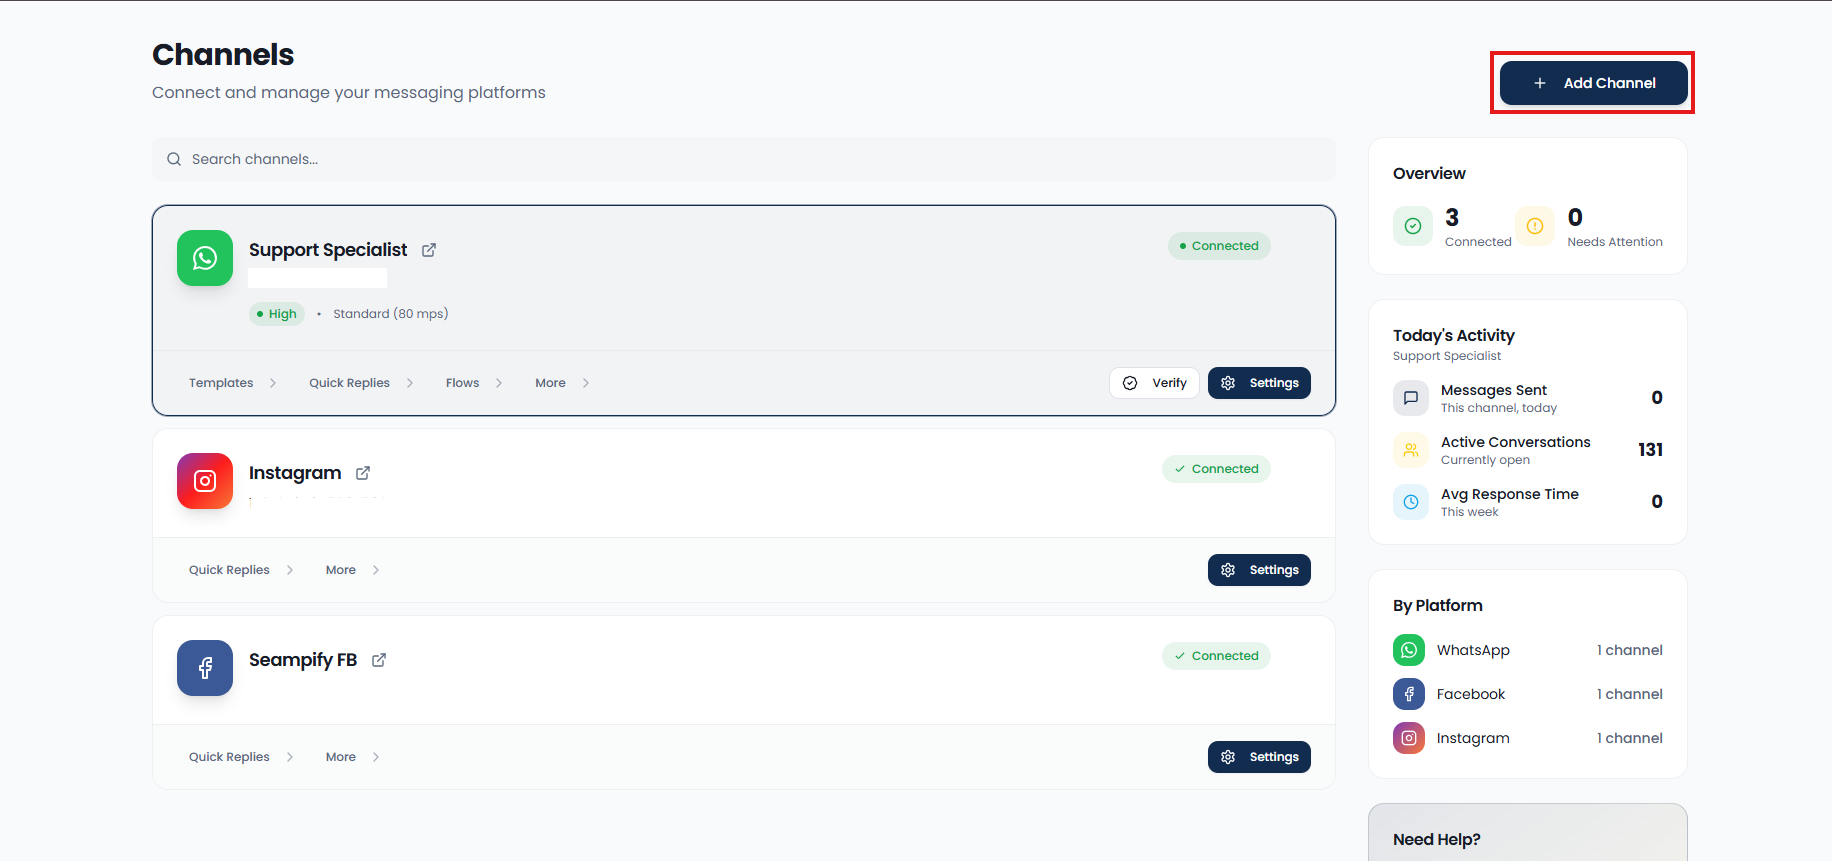 Channels
Connect and manage your messaging platforms
Add Channel
Search channels...
Support Specialist
Connected
High • Standard (80 mps)
Templates
Quick Replies
Flows
More
Verify
Settings
Instagram
Connected
Quick Replies
More
Settings
Seampify FB
Connected
Quick Replies
More
Settings
Overview
3
Connected
0
Needs Attention
Today's Activity
Support Specialist
Messages Sent
This channel, today
0
Active Conversations
Currently open
131
Avg Response Time
This week
0
By Platform
WhatsApp 1 channel
Facebook 1 channel
Instagram 1 channel
Need Help?